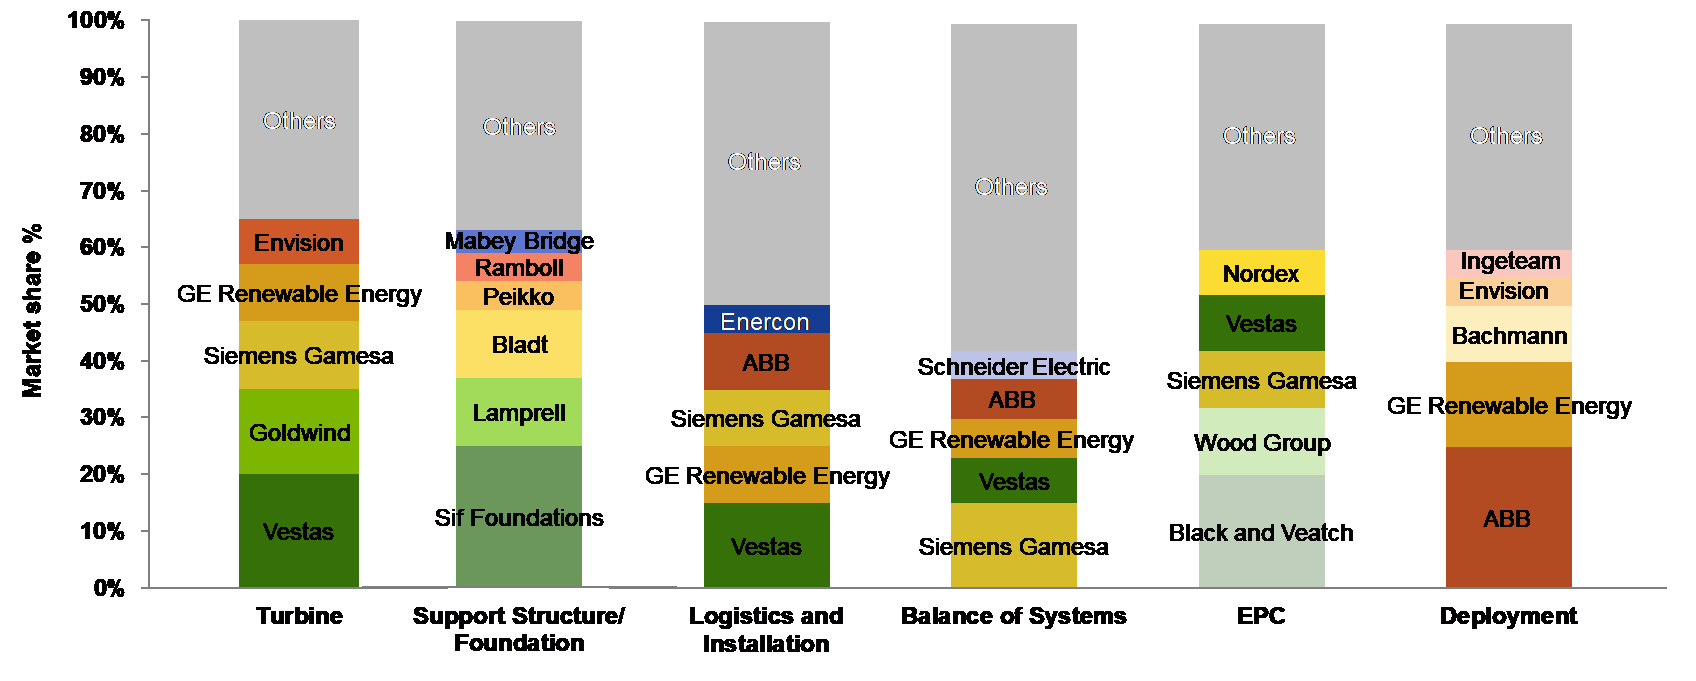 Market share %
100%
90%
80%
70%
60%
50%
40%
30%
20%
10%
0%
Others
Envision
GE Renewable Energy
Siemens Gamesa
Goldwind
Vestas
Turbine
Others
Mabey Bridge
Ramboll
Peikko
Bladt
Lamprell
Sif Foundations
Support Structure/
Foundation
Others
Enercon
ABB
Siemens Gamesa
GE Renewable Energy
Vestas
Logistics and
Installation
Others
Schneider Electric
ABB
GE Renewable Energy
Vestas
Siemens Gamesa
Balance of Systems
Others
Nordex
Vestas
Siemens Gamesa
Wood Group
Black and Veatch
EPC
Others
Ingeteam
Envision
Bachmann
GE Renewable Energy
ABB
Deployment